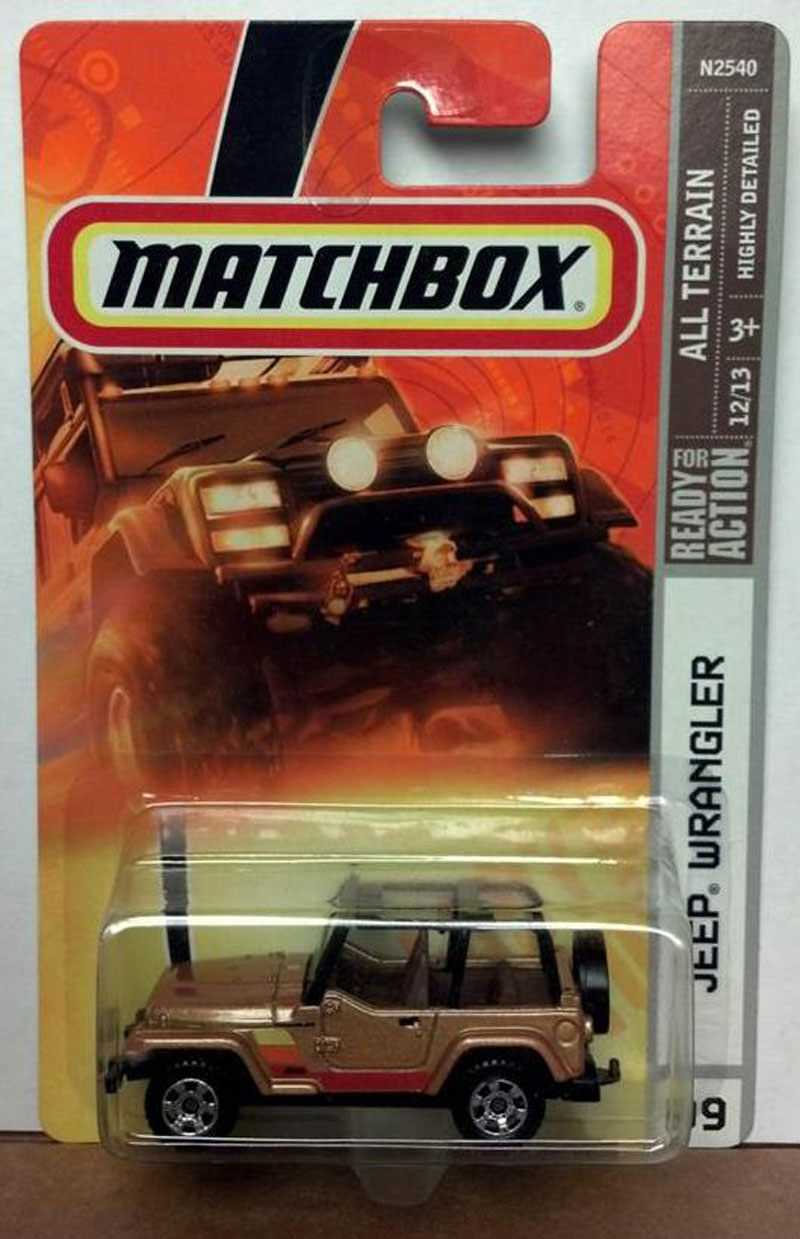 MATCHBOX®
N2540
ALL TERRAIN
HIGHLY DETAILED
3+
12/13
READY FOR
ACTION®
JEEP® WRANGLER